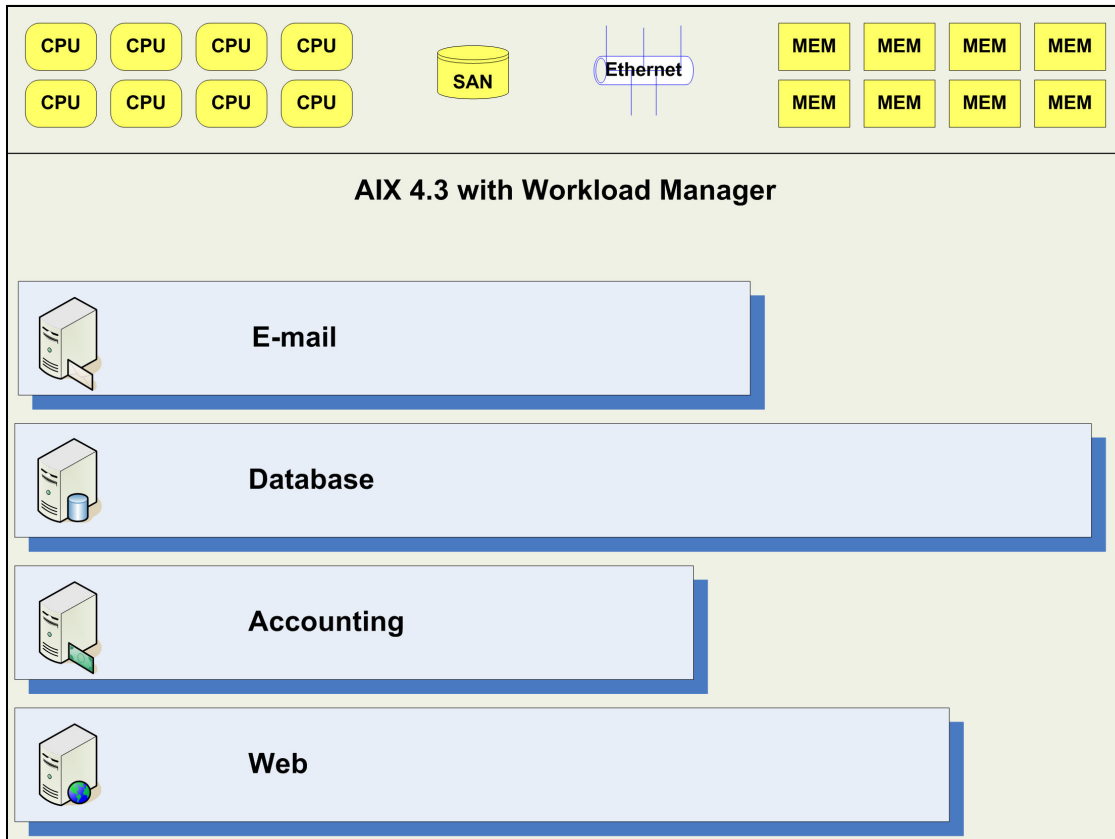 CPU CPU CPU CPU SAN Ethernet MEM MEM MEM MEM
CPU CPU CPU CPU MEM MEM MEM MEM
AIX 4.3 with Workload Manager
E-mail
Database
Accounting
Web